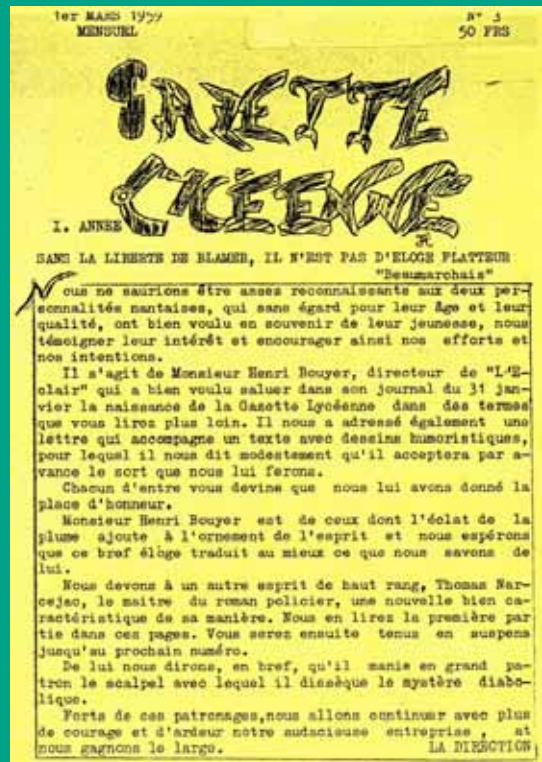 1er MARS 1959 N° 3
MENSUEL 50 FRS
GAZETTE
LYCÉENNE
I. ANNEE JR
SANS LA LIBERTE DE BLAMER, IL N'EST PAS D'ELOGE FLATTEUR
"Beaumarchais"
Nous ne saurions être assez reconnaissants aux deux per-
sonnalités nantaises, qui sans égard pour leur âge et leur
qualité, ont bien voulu en souvenir de leur jeunesse, nous
témoigner leur intérêt et encourager ainsi nos efforts et
nos intentions.
Il s'agit de Monsieur Henri Bouyer, directeur de "L'E-
clair" qui a bien voulu saluer dans son journal du 31 jan-
vier la naissance de la Gazette Lycéenne dans des termes
que vous lirez plus loin. Il nous a adressé également une
lettre qui accompagne un texte avec dessins humoristiques,
pour lequel il nous dit modestement qu'il acceptera par a-
vance le sort que nous lui ferons.
Chacun d'entre vous devine que nous lui avons donné la
place d'honneur.
Monsieur Henri Bouyer est de ceux dont l'éclat de la
plume ajoute à l'ornement de l'esprit et nous espérons
que ce bref éloge traduit au mieux ce que nous savons de
lui.
Nous devons à un autre esprit de haut rang, Thomas Nar-
cejac, le maitre du roman policier, une nouvelle bien ca-
ractéristique de sa manière. Nous en lirez la première par
tie dans ces pages. Vous serez ensuite tenus en suspens
jusqu'au prochain numéro.
De lui nous dirons, en bref, qu'il manie en grand pa-
tron le scalpel avec lequel il dissèque le mystère diabo-
lique.
Forts de ces patronages,nous allons continuer avec plus
de courage et d'ardeur notre audacieuse entreprise , et
nous gagnons le large. LA DIRECTION